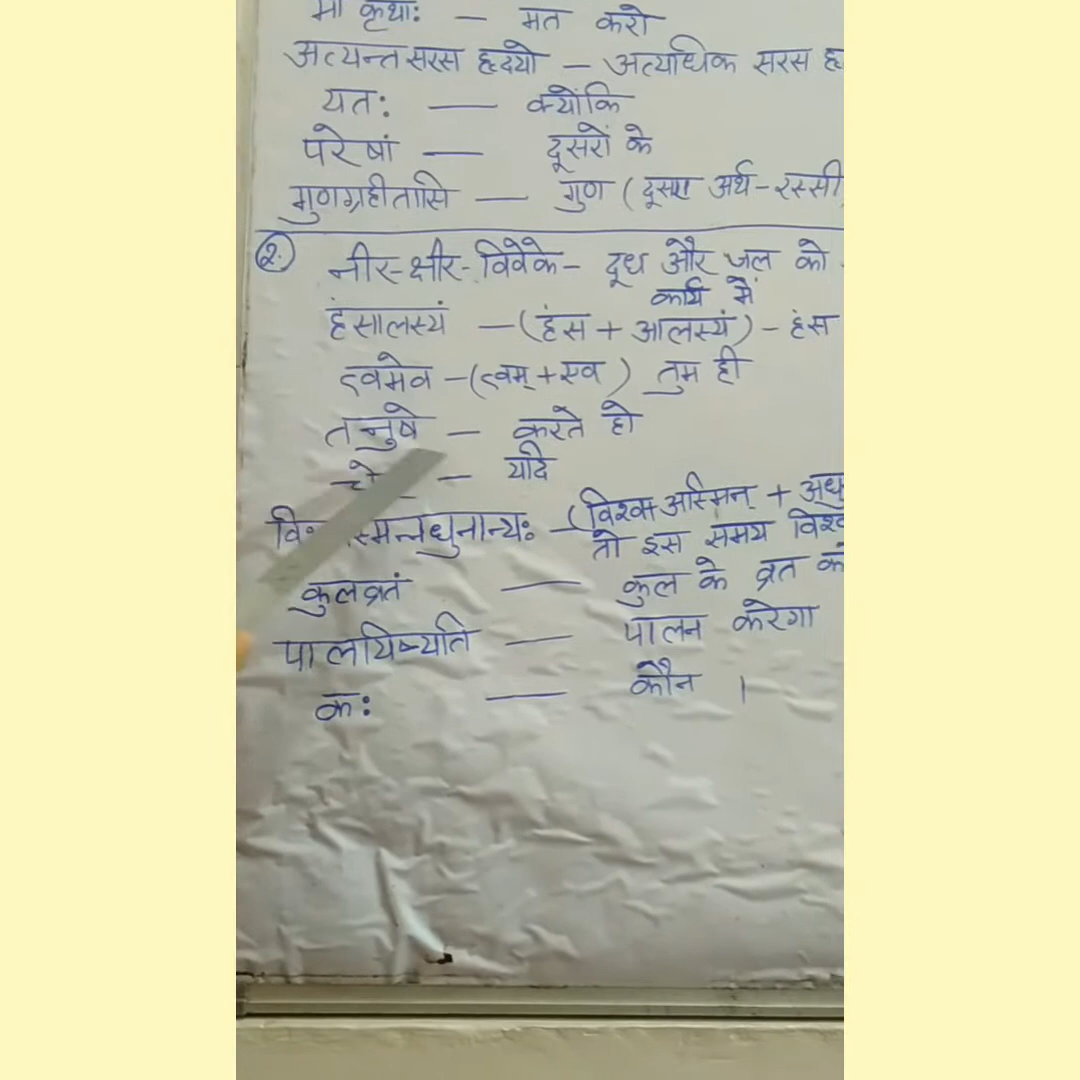 मा कृथाः — मत करो
अत्यन्तसरस हृदयो — अत्यधिक सरस हृ
यतः — क्योंकि
परेषां — दूसरों के
गुणग्रहीतासि — गुण (दूसरा अर्थ-रस्सी
२. नीर-क्षीर-विवेके- दूध और जल को
कार्य में
हंसालस्यं —(हंस + आलस्यं) - हंस
त्वमेव -(त्वम् + एव) तुम ही
तनुषे — करते हो
— यदि
(विश्व+अस्मिन् + अधु
तो इस समय विश्व
कुलव्रतं — कुल के व्रत को
पालयिष्यति — पालन करेगा
कः — कौन ।